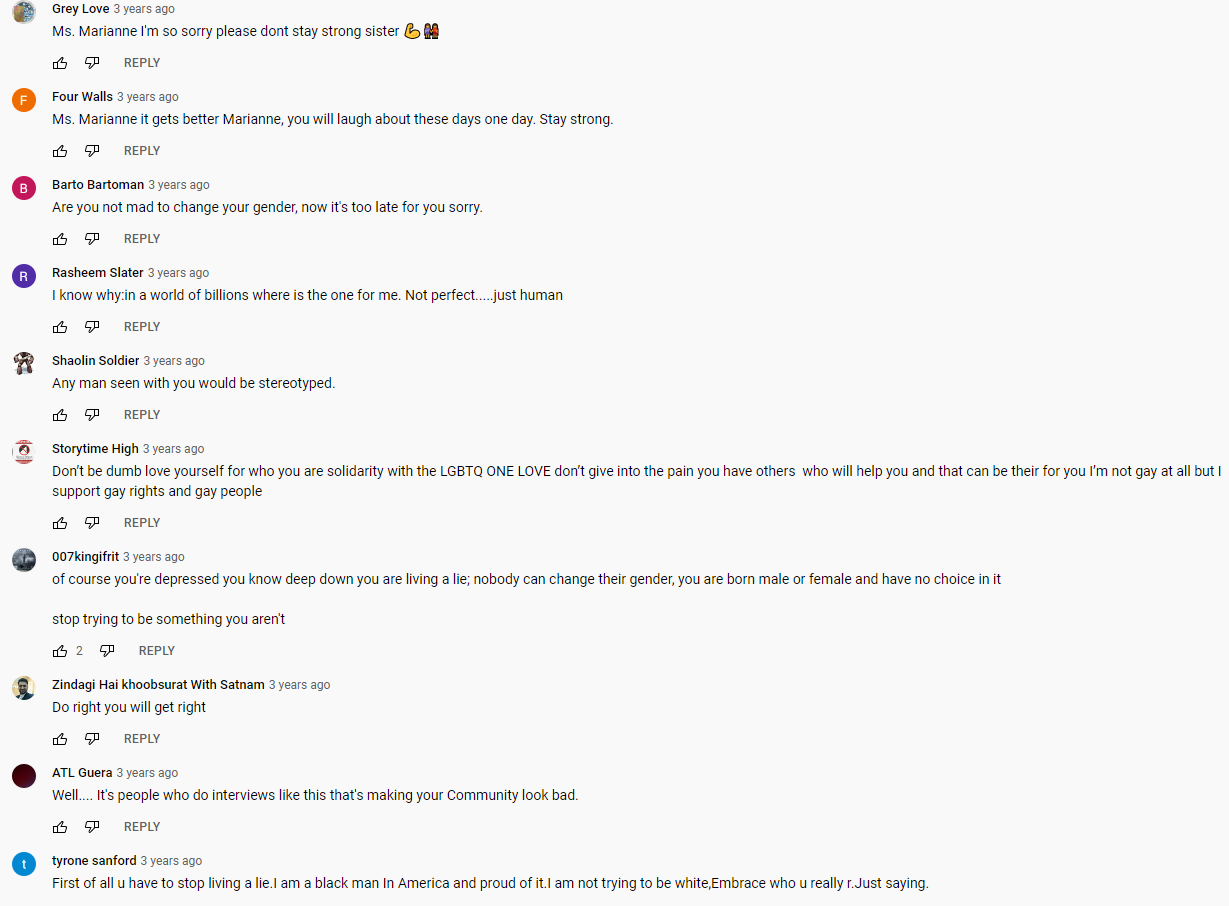 Grey Love 3 years ago
Ms. Marianne I'm so sorry please dont stay strong sister 💪👭
REPLY
F
Four Walls 3 years ago
Ms. Marianne it gets better Marianne, you will laugh about these days one day. Stay strong.
REPLY
B
Barto Bartoman 3 years ago
Are you not mad to change your gender, now it's too late for you sorry.
REPLY
R
Rasheem Slater 3 years ago
I know why:in a world of billions where is the one for me. Not perfect.....just human
REPLY
Shaolin Soldier 3 years ago
Any man seen with you would be stereotyped.
REPLY
Storytime High 3 years ago
Don’t be dumb love yourself for who you are solidarity with the LGBTQ ONE LOVE don’t give into the pain you have others  who will help you and that can be their for you I’m not gay at all but I
support gay rights and gay people
REPLY
007kingifrit 3 years ago
of course you're depressed you know deep down you are living a lie; nobody can change their gender, you are born male or female and have no choice in it
stop trying to be something you aren't
2 REPLY
Zindagi Hai khoobsurat With Satnam 3 years ago
Do right you will get right
REPLY
ATL Guera 3 years ago
Well.... It's people who do interviews like this that's making your Community look bad.
REPLY
t
tyrone sanford 3 years ago
First of all u have to stop living a lie.I am a black man In America and proud of it.I am not trying to be white,Embrace who u really r.Just saying.